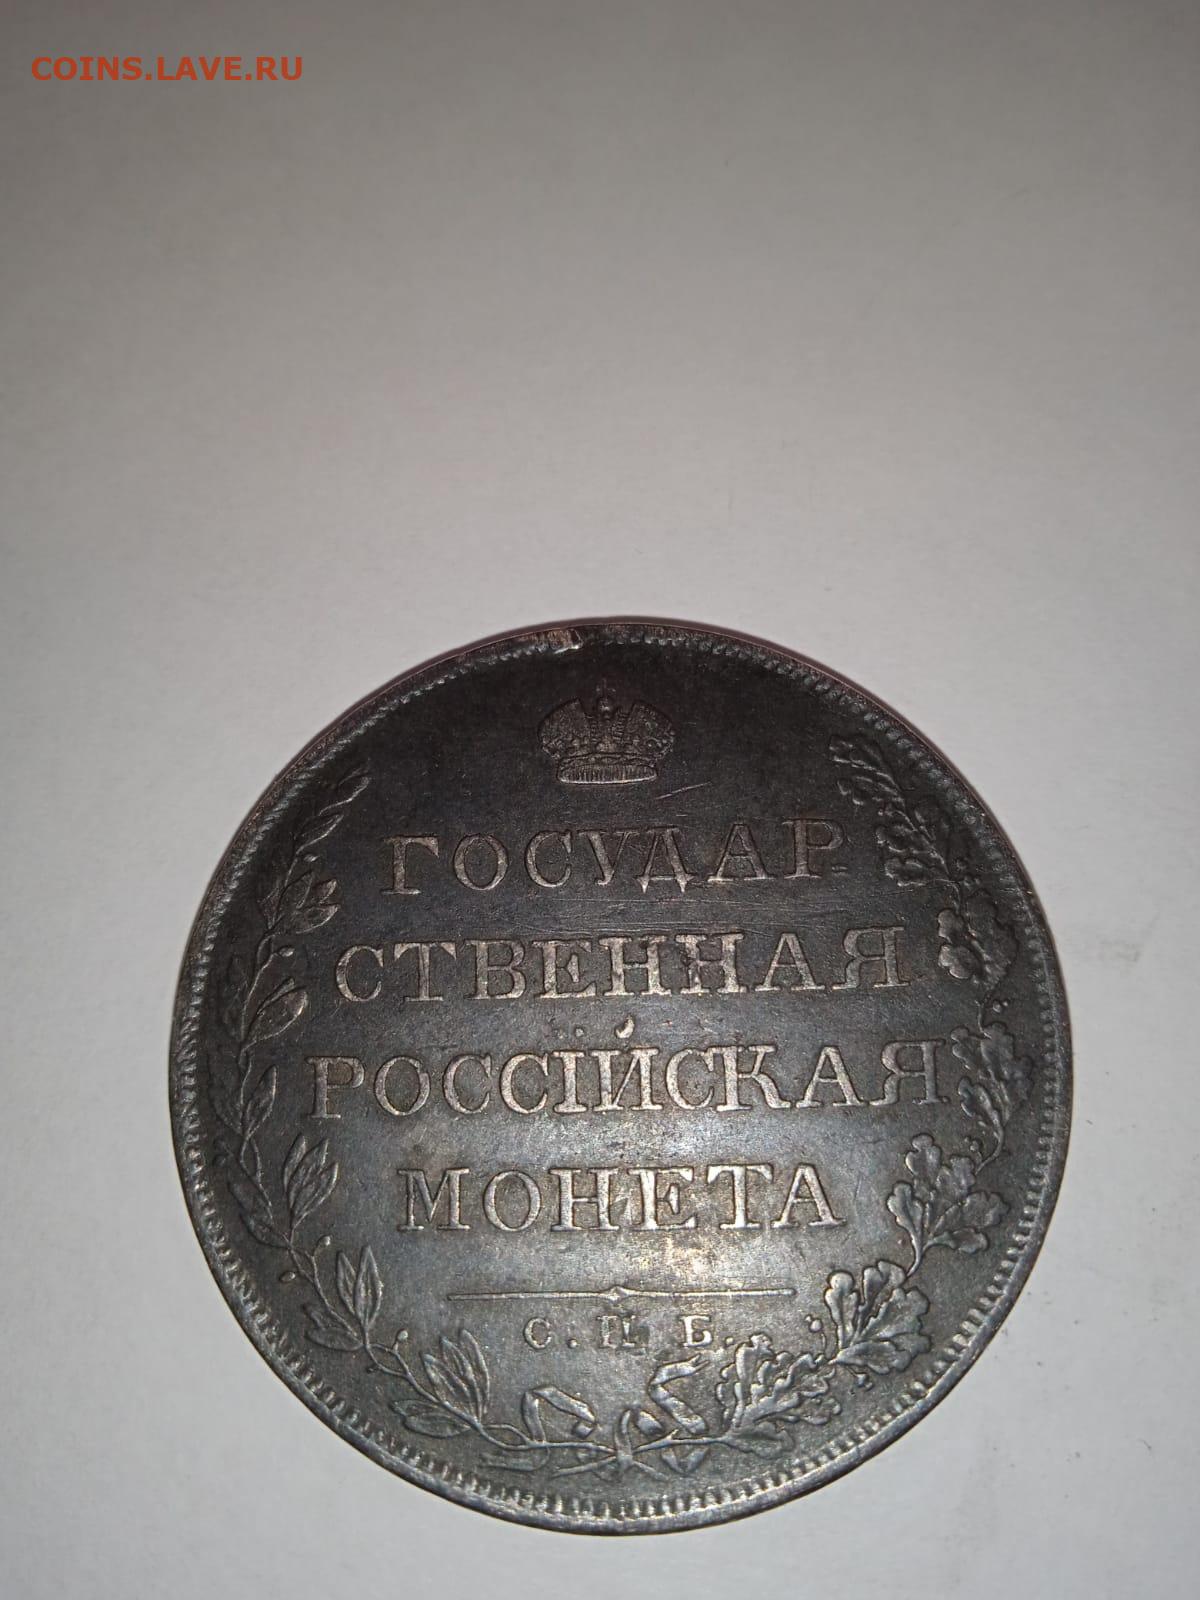 COINS.LAVE.RU
ГОСУДАР
СТВЕННАЯ
РОССІЙСКАЯ
МОНЕТА
С. П Б.